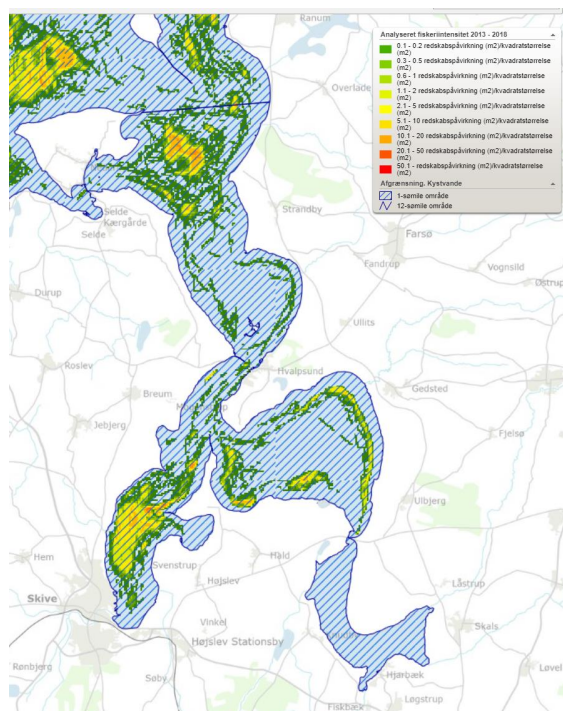 Ranum
Analyseret fiskeriintensitet 2013 - 2018
0.1 - 0.2 redskabspåvirkning (m2)/kvadratstørrelse
(m2)
0.3 - 0.5 redskabspåvirkning (m2)/kvadratstørrelse
(m2)
0.6 - 1 redskabspåvirkning (m2)/kvadratstørrelse
(m2)
1.1 - 2 redskabspåvirkning (m2)/kvadratstørrelse
(m2)
2.1 - 5 redskabspåvirkning (m2)/kvadratstørrelse
(m2)
5.1 - 10 redskabspåvirkning (m2)/kvadratstørrelse
(m2)
10.1 - 20 redskabspåvirkning (m2)/kvadratstørrelse
(m2)
20.1 - 50 redskabspåvirkning (m2)/kvadratstørrelse
(m2)
50.1 - redskabspåvirkning (m2)/kvadratstørrelse
(m2)
Afgrænsning, Kystvande
1-sømile område
12-sømile område
Overlade
Selde
Kærgårde
Selde
Strandby
Farsø
Fandrup
Vognsild
Østrup
Durup
Ullits
Roslev
Hvalpsund
Breum
Gedsted
Jebjerg
Fjelsø
Ulbjerg
Hem
Svenstrup
Hald
Højslev
Låstrup
Skive
Vinkel
Skals
Højslev Stationsby
Rønbjerg
Søby
Hjarbæk
Løvel
Løgstrup
Fiskbæk